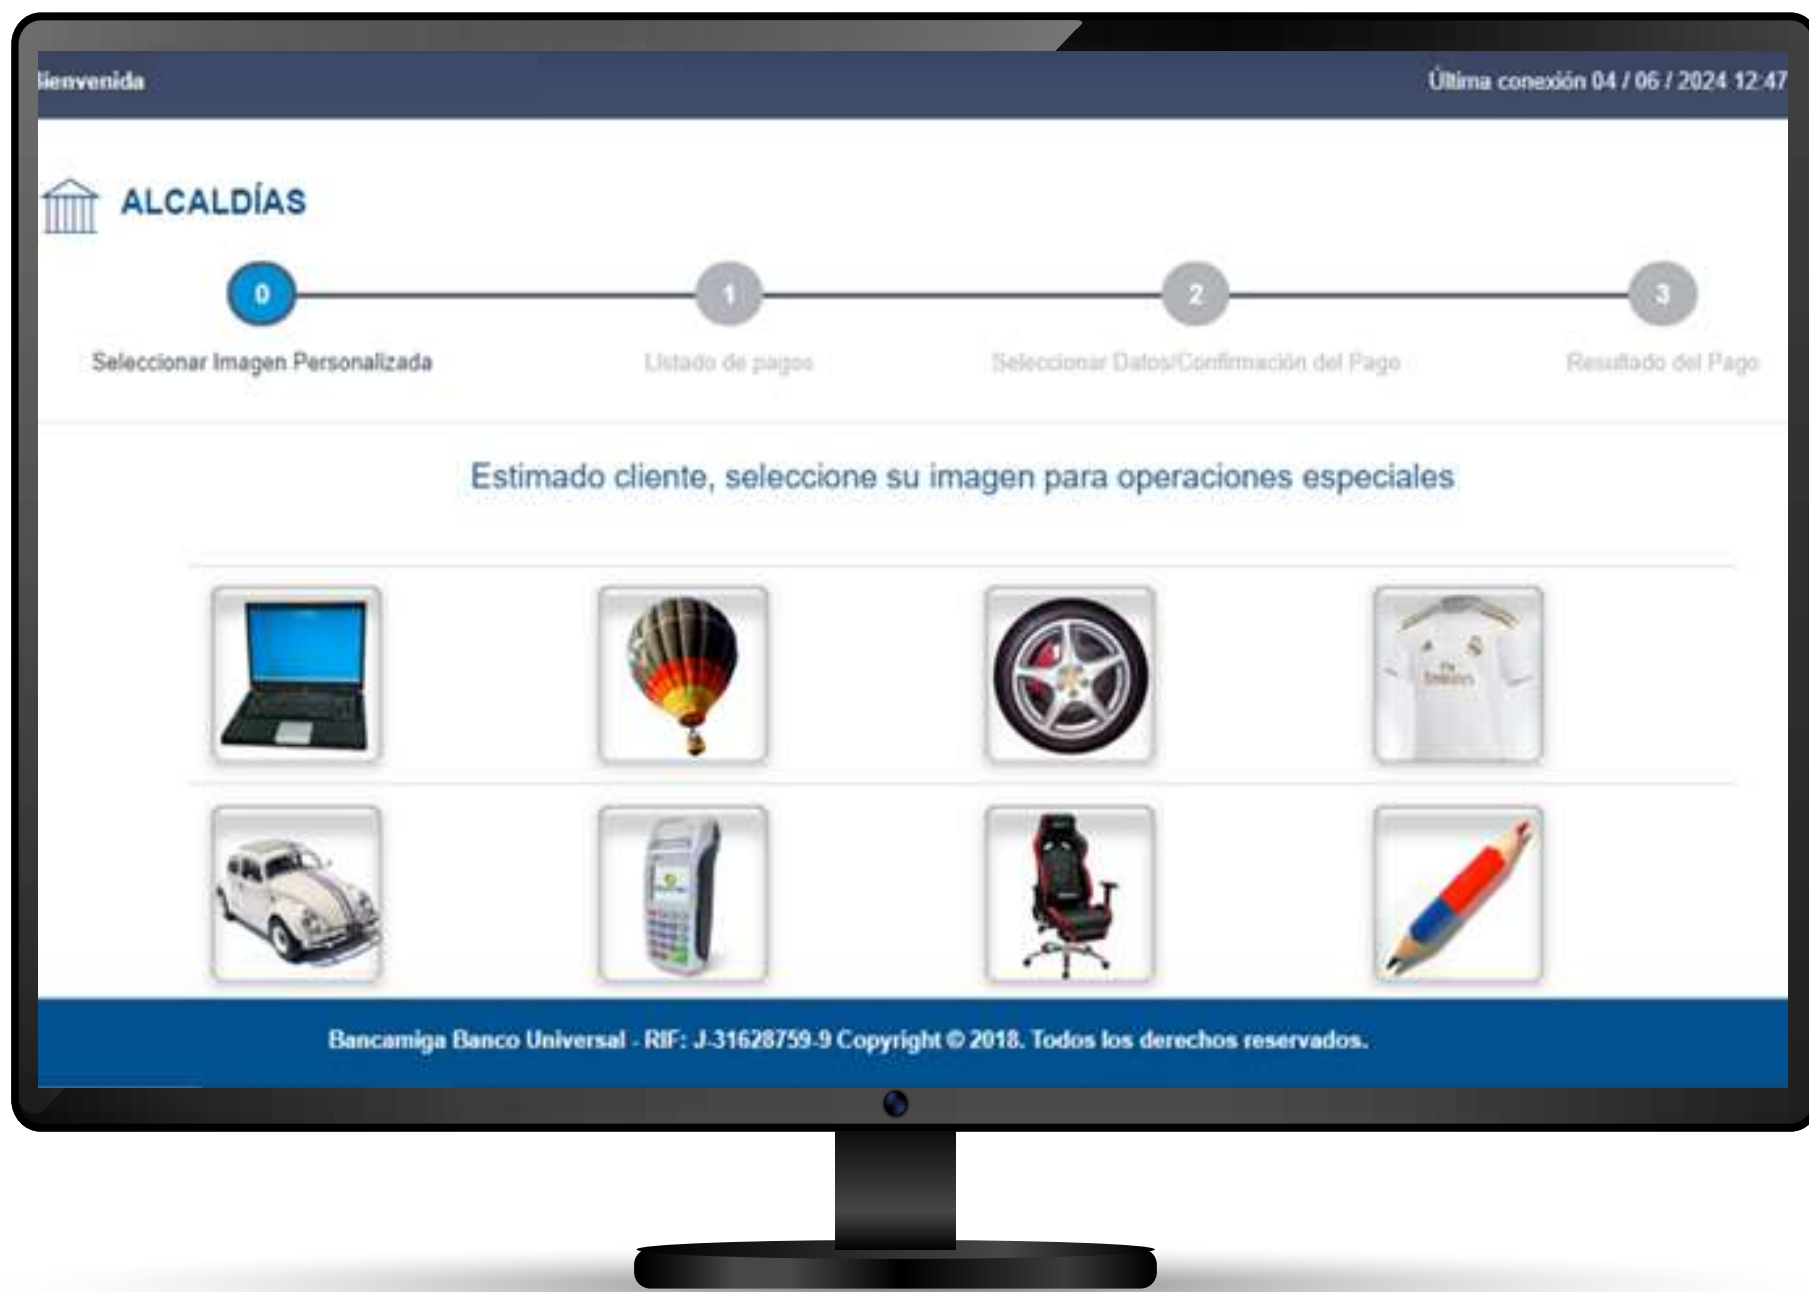 Bienvenida
Última conexión 04 / 06 / 2024 12:47
ALCALDÍAS
0
1
2
3
Seleccionar Imagen Personalizada
Listado de pagos
Seleccionar Datos/Confirmación del Pago
Resultado del Pago
Estimado cliente, seleccione su imagen para operaciones especiales
Fly
Emirates
Bancamiga Banco Universal - RIF: J-31628759-9 Copyright © 2018. Todos los derechos reservados.